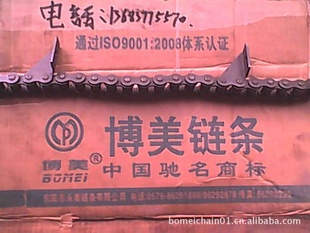 电话:
通过ISO9001:2008体系认证
博美链条
博美®
BOMEI
中国驰名商标
bomeichain01.cn.alibaba.com